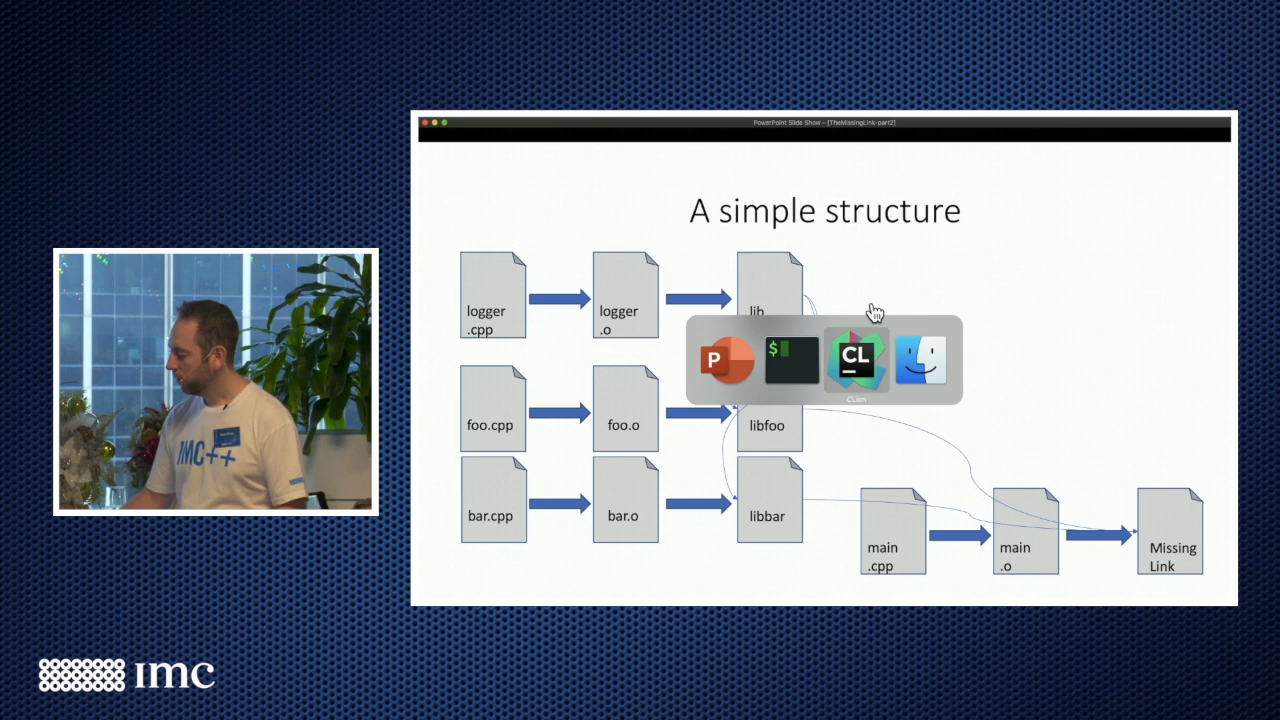 PowerPoint Slide Show - [TheMissingLink-part2]
A simple structure
logger
.cpp
logger
.o
lib
$
P
CL
CLion
foo.cpp
foo.o
libfoo
bar.cpp
bar.o
libbar
main
.cpp
main
.o
Missing
Link
IMC++
imc